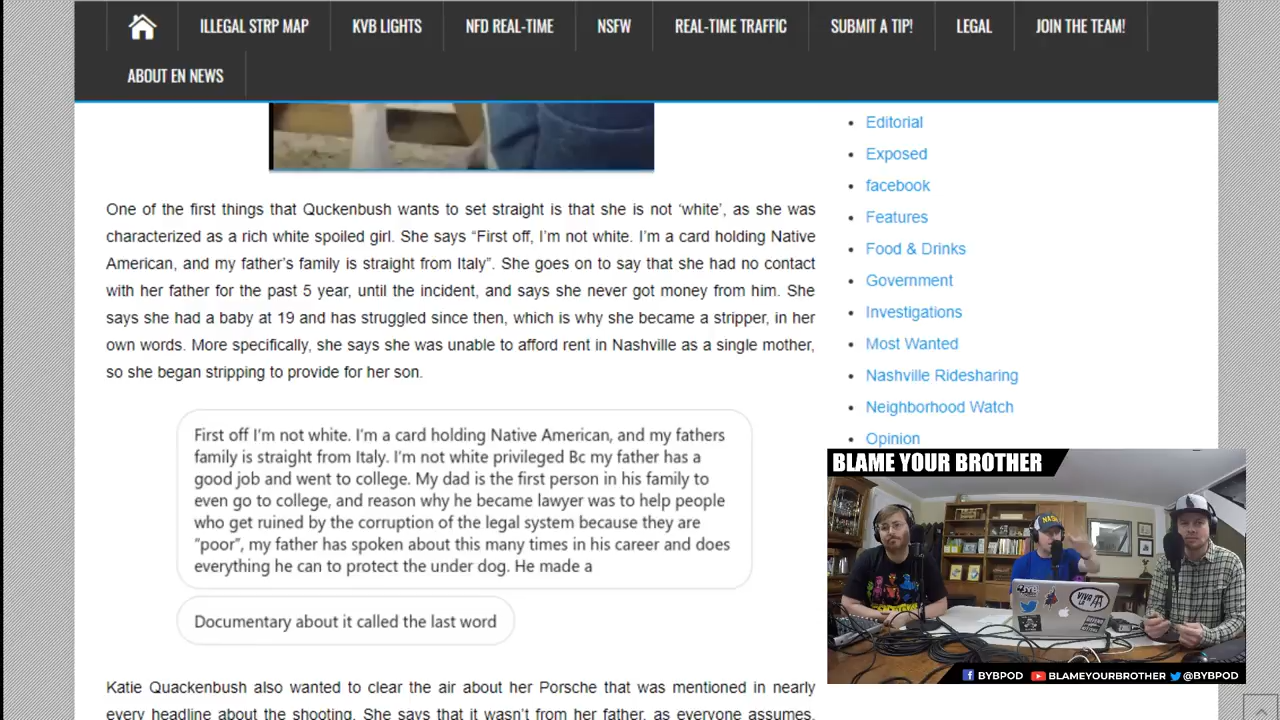 ILLEGAL STRP MAP
KVB LIGHTS
NFD REAL-TIME
NSFW
REAL-TIME TRAFFIC
SUBMIT A TIP!
LEGAL
JOIN THE TEAM!
ABOUT EN NEWS
One of the first things that Quckenbush wants to set straight is that she is not ‘white’, as she was
characterized as a rich white spoiled girl. She says “First off, I’m not white. I’m a card holding Native
American, and my father’s family is straight from Italy”. She goes on to say that she had no contact
with her father for the past 5 year, until the incident, and says she never got money from him. She
says she had a baby at 19 and has struggled since then, which is why she became a stripper, in her
own words. More specifically, she says she was unable to afford rent in Nashville as a single mother,
so she began stripping to provide for her son.
First off I'm not white. I'm a card holding Native American, and my fathers
family is straight from Italy. I'm not white privileged Bc my father has a
good job and went to college. My dad is the first person in his family to
even go to college, and reason why he became lawyer was to help people
who get ruined by the corruption of the legal system because they are
"poor", my father has spoken about this many times in his career and does
everything he can to protect the under dog. He made a
Documentary about it called the last word
Katie Quackenbush also wanted to clear the air about her Porsche that was mentioned in nearly
every headline about the shooting. She says that it wasn’t from her father, as everyone assumes.
Editorial
Exposed
facebook
Features
Food & Drinks
Government
Investigations
Most Wanted
Nashville Ridesharing
Neighborhood Watch
Opinion
BLAME YOUR BROTHER
VIVA
LA
BYBPOD
BLAMEYOURBROTHER
@BYBPOD